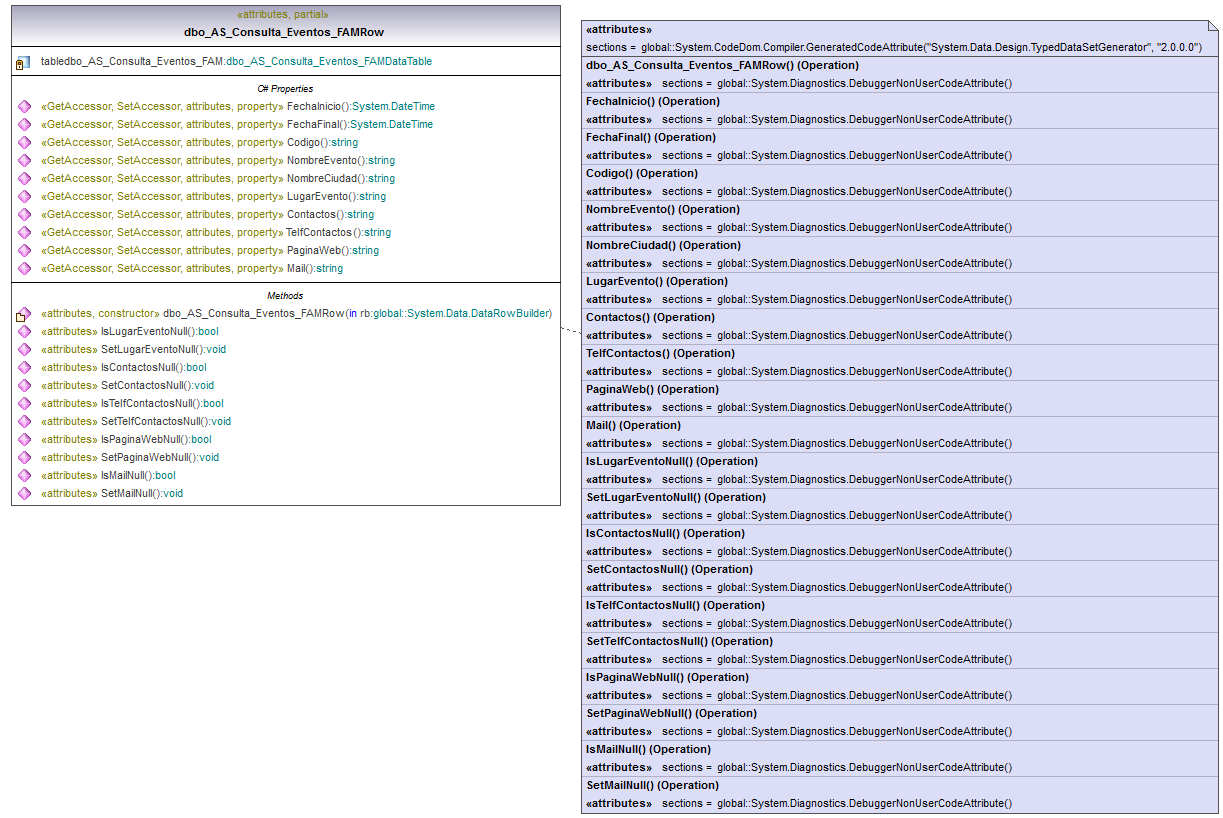 «attributes, partial»
dbo_AS_Consulta_Eventos_FAMRow
tabledbo_AS_Consulta_Eventos_FAM:dbo_AS_Consulta_Eventos_FAMDataTable
C# Properties
«GetAccessor, SetAccessor, attributes, property» FechaInicio():System.DateTime
«GetAccessor, SetAccessor, attributes, property» FechaFinal():System.DateTime
«GetAccessor, SetAccessor, attributes, property» Codigo():string
«GetAccessor, SetAccessor, attributes, property» NombreEvento():string
«GetAccessor, SetAccessor, attributes, property» NombreCiudad():string
«GetAccessor, SetAccessor, attributes, property» LugarEvento():string
«GetAccessor, SetAccessor, attributes, property» Contactos():string
«GetAccessor, SetAccessor, attributes, property» TelfContactos():string
«GetAccessor, SetAccessor, attributes, property» PaginaWeb():string
«GetAccessor, SetAccessor, attributes, property» Mail():string
Methods
«attributes, constructor» dbo_AS_Consulta_Eventos_FAMRow(in rb:global::System.Data.DataRowBuilder)
«attributes» IsLugarEventoNull():bool
«attributes» SetLugarEventoNull():void
«attributes» IsContactosNull():bool
«attributes» SetContactosNull():void
«attributes» IsTelfContactosNull():bool
«attributes» SetTelfContactosNull():void
«attributes» IsPaginaWebNull():bool
«attributes» SetPaginaWebNull():void
«attributes» IsMailNull():bool
«attributes» SetMailNull():void
«attributes»
sections = global::System.CodeDom.Compiler.GeneratedCodeAttribute("System.Data.Design.TypedDataSetGenerator", "2.0.0.0")
dbo_AS_Consulta_Eventos_FAMRow() (Operation)
«attributes» sections = global::System.Diagnostics.DebuggerNonUserCodeAttribute()
FechaInicio() (Operation)
«attributes» sections = global::System.Diagnostics.DebuggerNonUserCodeAttribute()
FechaFinal() (Operation)
«attributes» sections = global::System.Diagnostics.DebuggerNonUserCodeAttribute()
Codigo() (Operation)
«attributes» sections = global::System.Diagnostics.DebuggerNonUserCodeAttribute()
NombreEvento() (Operation)
«attributes» sections = global::System.Diagnostics.DebuggerNonUserCodeAttribute()
NombreCiudad() (Operation)
«attributes» sections = global::System.Diagnostics.DebuggerNonUserCodeAttribute()
LugarEvento() (Operation)
«attributes» sections = global::System.Diagnostics.DebuggerNonUserCodeAttribute()
Contactos() (Operation)
«attributes» sections = global::System.Diagnostics.DebuggerNonUserCodeAttribute()
TelfContactos() (Operation)
«attributes» sections = global::System.Diagnostics.DebuggerNonUserCodeAttribute()
PaginaWeb() (Operation)
«attributes» sections = global::System.Diagnostics.DebuggerNonUserCodeAttribute()
Mail() (Operation)
«attributes» sections = global::System.Diagnostics.DebuggerNonUserCodeAttribute()
IsLugarEventoNull() (Operation)
«attributes» sections = global::System.Diagnostics.DebuggerNonUserCodeAttribute()
SetLugarEventoNull() (Operation)
«attributes» sections = global::System.Diagnostics.DebuggerNonUserCodeAttribute()
IsContactosNull() (Operation)
«attributes» sections = global::System.Diagnostics.DebuggerNonUserCodeAttribute()
SetContactosNull() (Operation)
«attributes» sections = global::System.Diagnostics.DebuggerNonUserCodeAttribute()
IsTelfContactosNull() (Operation)
«attributes» sections = global::System.Diagnostics.DebuggerNonUserCodeAttribute()
SetTelfContactosNull() (Operation)
«attributes» sections = global::System.Diagnostics.DebuggerNonUserCodeAttribute()
IsPaginaWebNull() (Operation)
«attributes» sections = global::System.Diagnostics.DebuggerNonUserCodeAttribute()
SetPaginaWebNull() (Operation)
«attributes» sections = global::System.Diagnostics.DebuggerNonUserCodeAttribute()
IsMailNull() (Operation)
«attributes» sections = global::System.Diagnostics.DebuggerNonUserCodeAttribute()
SetMailNull() (Operation)
«attributes» sections = global::System.Diagnostics.DebuggerNonUserCodeAttribute()